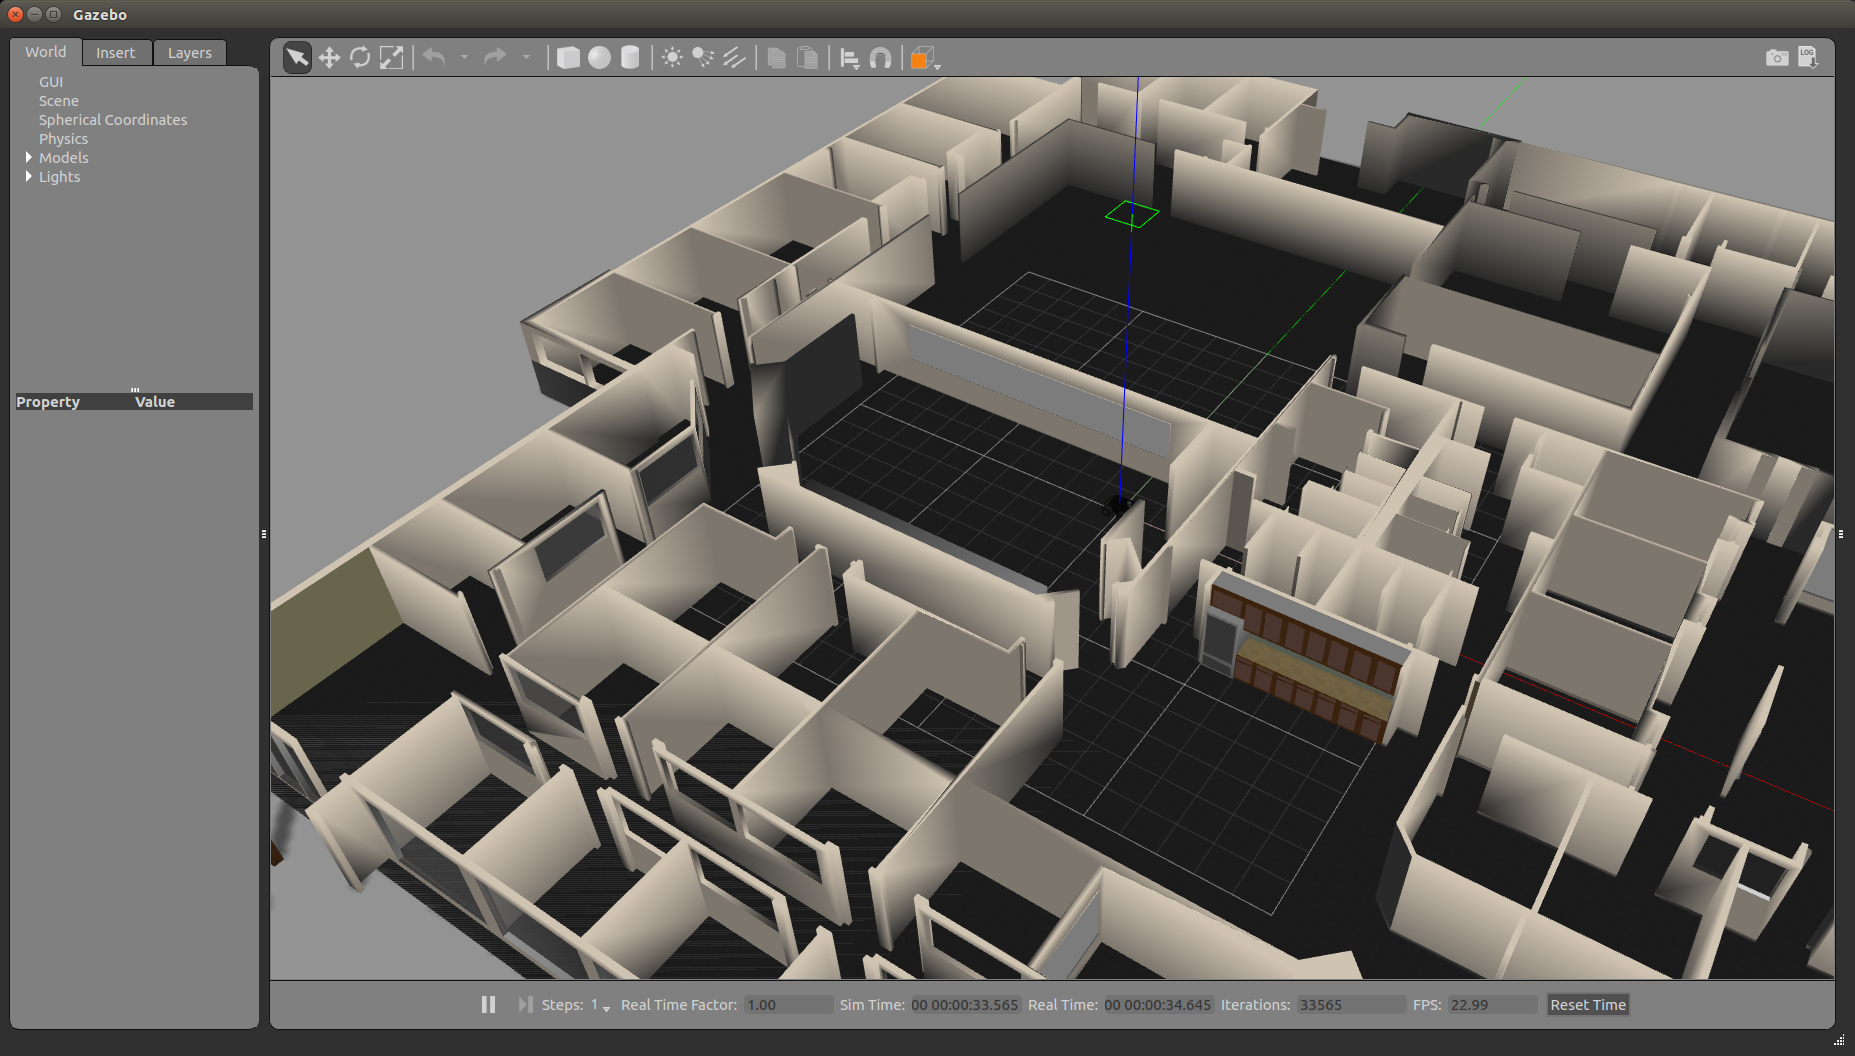 Gazebo
World Insert Layers
GUI
Scene
Spherical Coordinates
Physics
Models
Lights
Property Value
LOG
Steps: 1 Real Time Factor: 1.00 Sim Time: 00 00:00:33.565 Real Time: 00 00:00:34.645 Iterations: 33565 FPS: 22.99 Reset Time